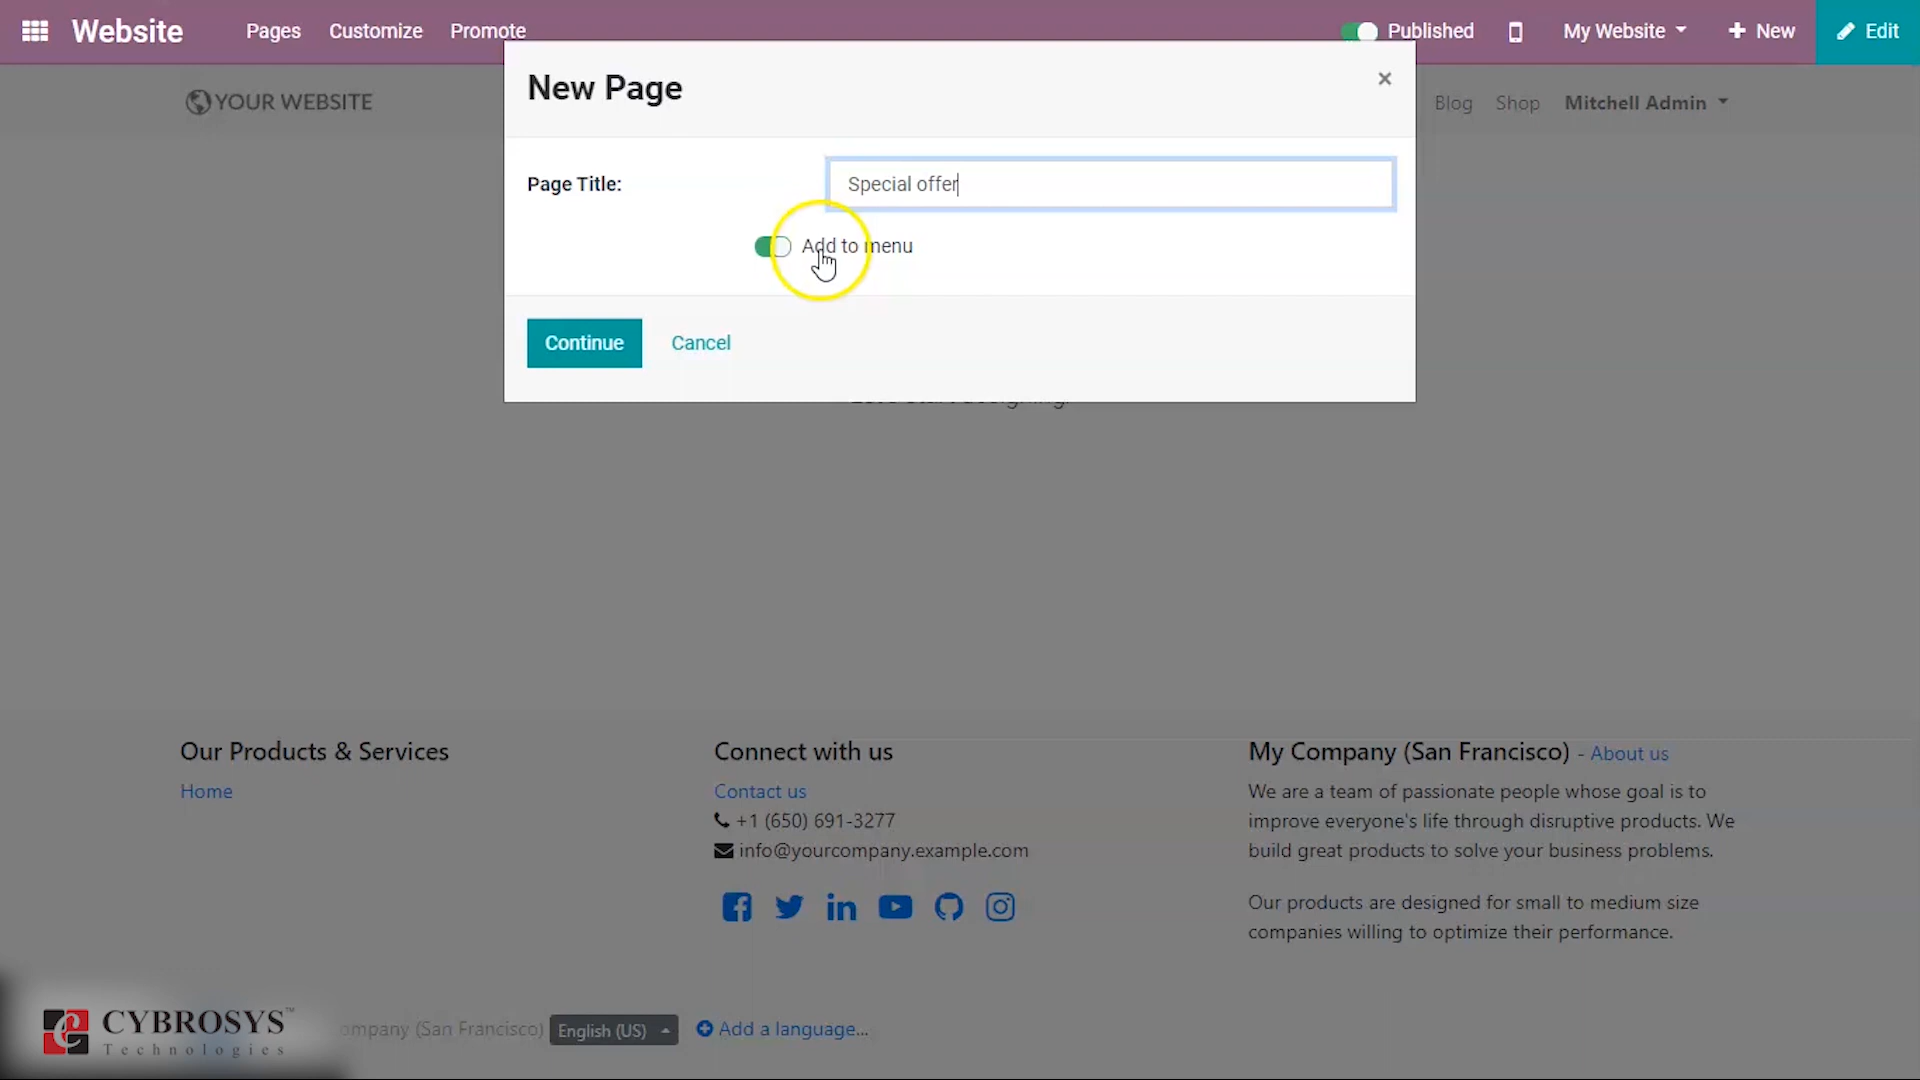 Website Pages Customize Promote Published My Website New Edit
YOUR WEBSITE Blog Shop Mitchell Admin
New Page ×
Page Title: Special offer
Add to menu
Continue Cancel
Our Products & Services
Home
Connect with us
Contact us
+1 (650) 691-3277
info@yourcompany.example.com
My Company (San Francisco) - About us
We are a team of passionate people whose goal is to
improve everyone's life through disruptive products. We
build great products to solve your business problems.
Our products are designed for small to medium size
companies willing to optimize their performance.
CYBROSYS™
Technologies
ompany (San Francisco) English (US) Add a language...